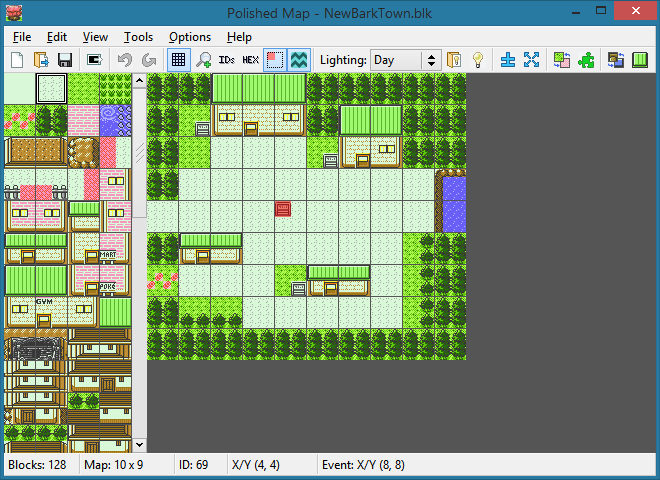 Polished Map - NewBarkTown.blk
File Edit View Tools Options Help
IDs HEX Lighting: Day
MART
POKé
GYM
Blocks: 128 Map: 10 x 9 ID: 69 X/Y (4, 4) Event: X/Y (8, 8)